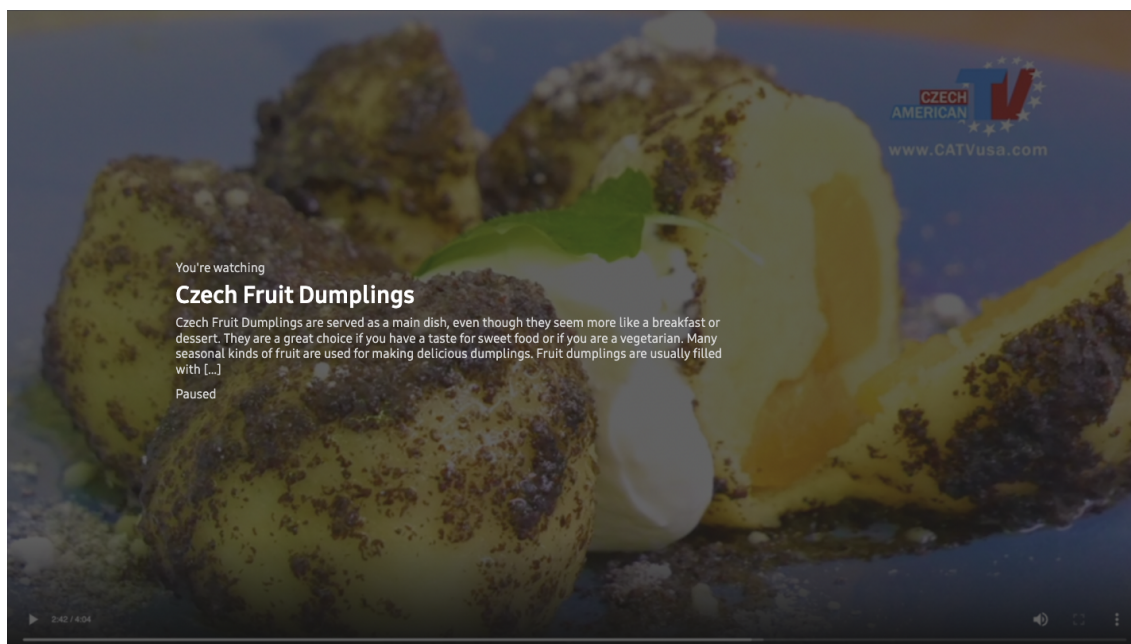 CZECH
AMERICAN
TV
www.CATVusa.com
You're watching
Czech Fruit Dumplings
Czech Fruit Dumplings are served as a main dish, even though they seem more like a breakfast or
dessert. They are a great choice if you have a taste for sweet food or if you are a vegetarian. Many
seasonal kinds of fruit are used for making delicious dumplings. Fruit dumplings are usually filled
with [...]
Paused
2:42 / 4:04